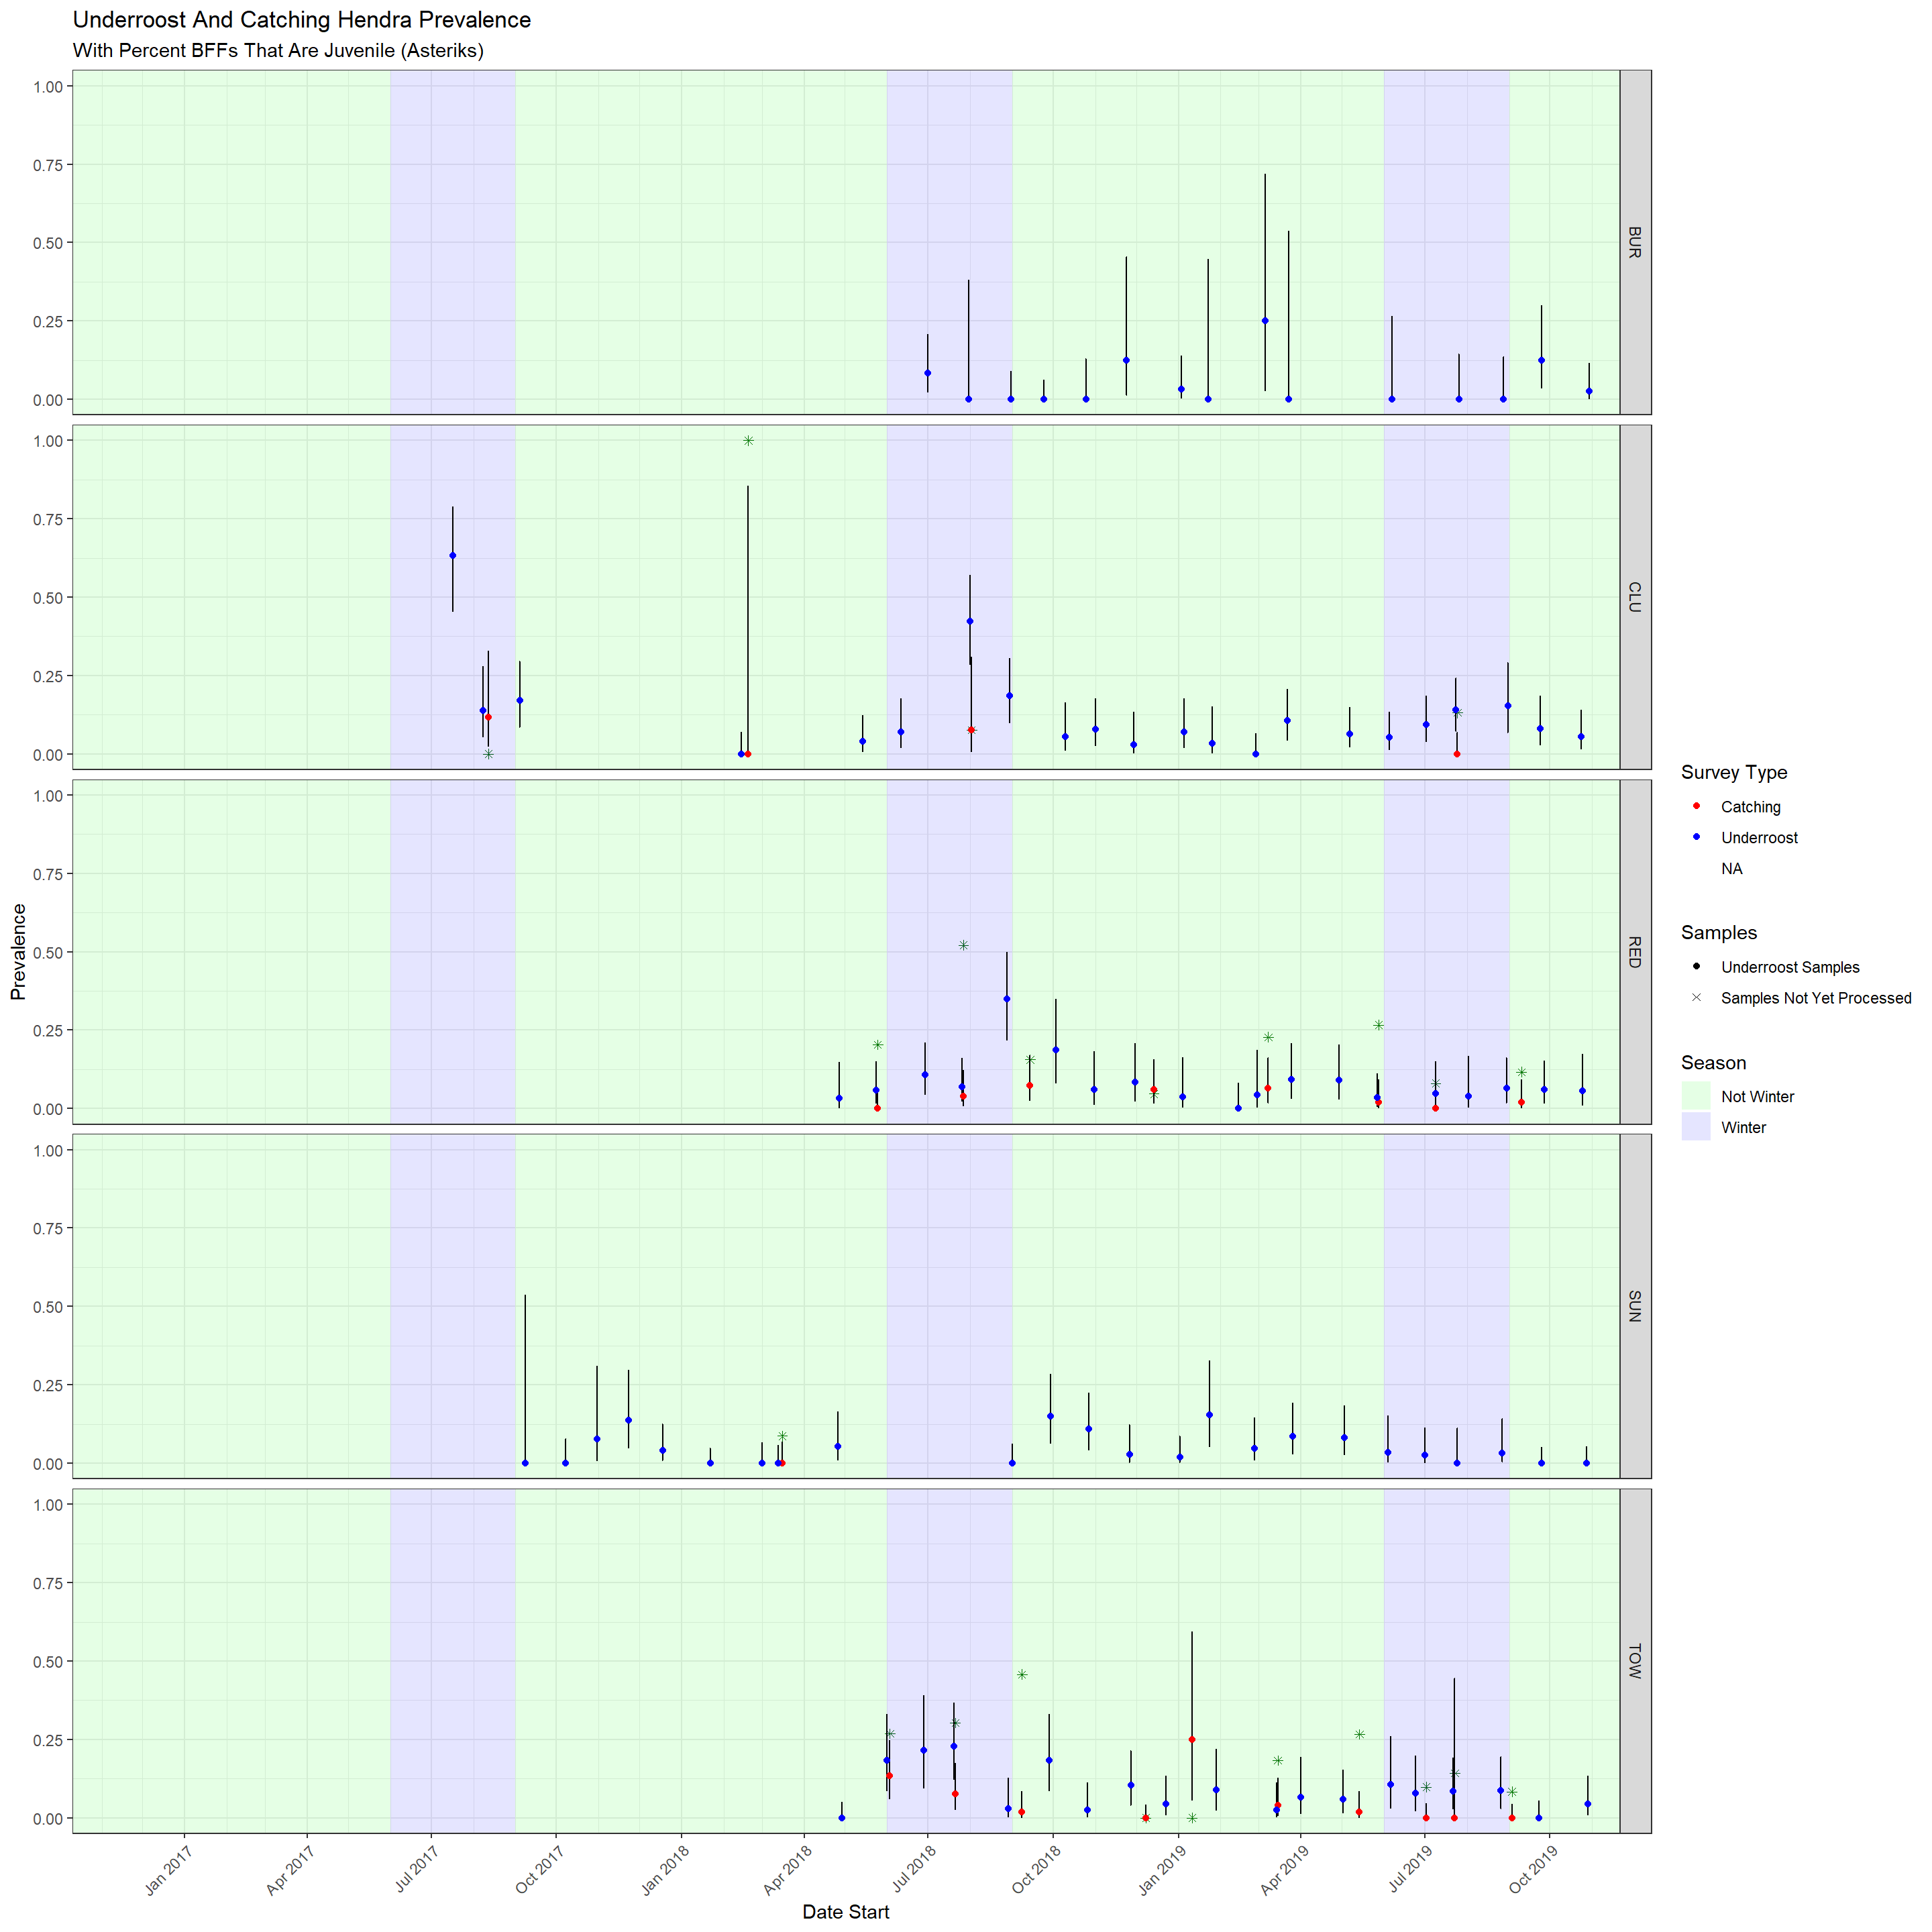 Underroost And Catching Hendra Prevalence
With Percent BFFs That Are Juvenile (Asteriks)
1.00
0.75
0.50
0.25
0.00
BUR
1.00
0.75
0.50
0.25
0.00
CLU
1.00
0.75
0.50
0.25
0.00
RED
1.00
0.75
0.50
0.25
0.00
SUN
1.00
0.75
0.50
0.25
0.00
TOW
Prevalence
Jan 2017
Apr 2017
Jul 2017
Oct 2017
Jan 2018
Apr 2018
Jul 2018
Oct 2018
Jan 2019
Apr 2019
Jul 2019
Oct 2019
Date Start
Survey Type
Catching
Underroost
NA
Samples
Underroost Samples
Samples Not Yet Processed
Season
Not Winter
Winter